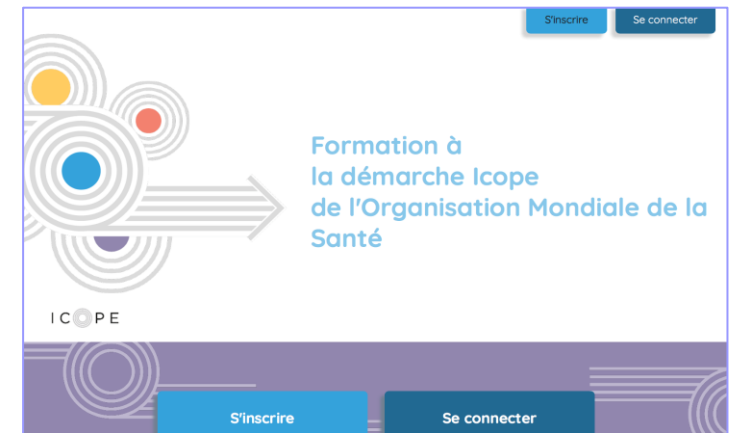 S'inscrire Se connecter
Formation à
la démarche Icope
de l'Organisation Mondiale de la
Santé
ICOPE
S'inscrire Se connecter